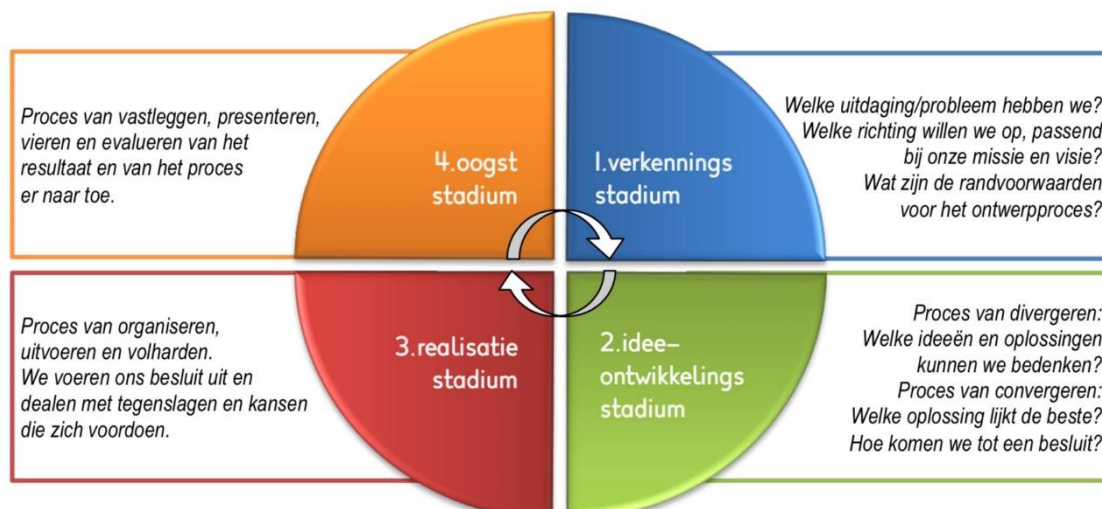 Proces van vastleggen, presenteren,
vieren en evalueren van het
resultaat en van het proces
er naar toe.
4.oogst
stadium
1.verkennings
stadium
Welke uitdaging/probleem hebben we?
Welke richting willen we op, passend
bij onze missie en visie?
Wat zijn de randvoorwaarden
voor het ontwerpproces?
Proces van organiseren,
uitvoeren en volharden.
We voeren ons besluit uit en
dealen met tegenslagen en kansen
die zich voordoen.
3.realisatie
stadium
2.idee-
ontwikkelings
stadium
Proces van divergeren:
Welke ideeën en oplossingen
kunnen we bedenken?
Proces van convergeren:
Welke oplossing lijkt de beste?
Hoe komen we tot een besluit?